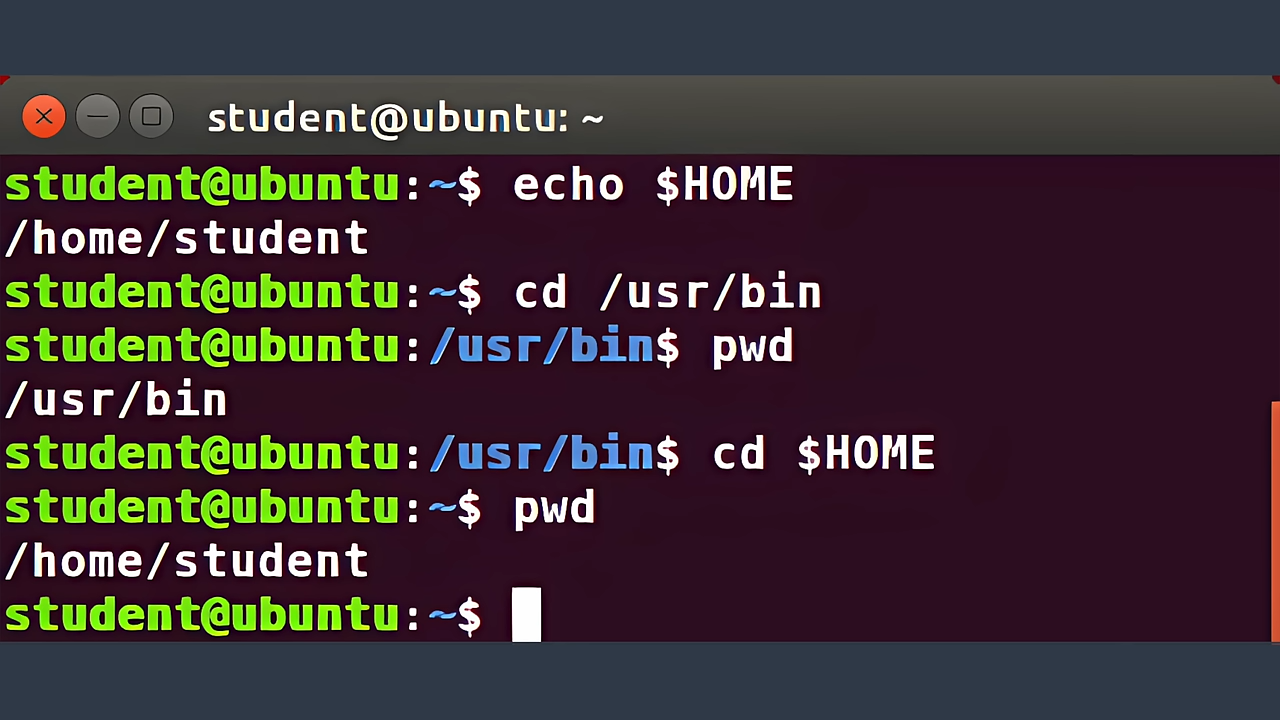 student@ubuntu: ~
student@ubuntu:~$ echo $HOME
/home/student
student@ubuntu:~$ cd /usr/bin
student@ubuntu:/usr/bin$ pwd
/usr/bin
student@ubuntu:/usr/bin$ cd $HOME
student@ubuntu:~$ pwd
/home/student
student@ubuntu:~$